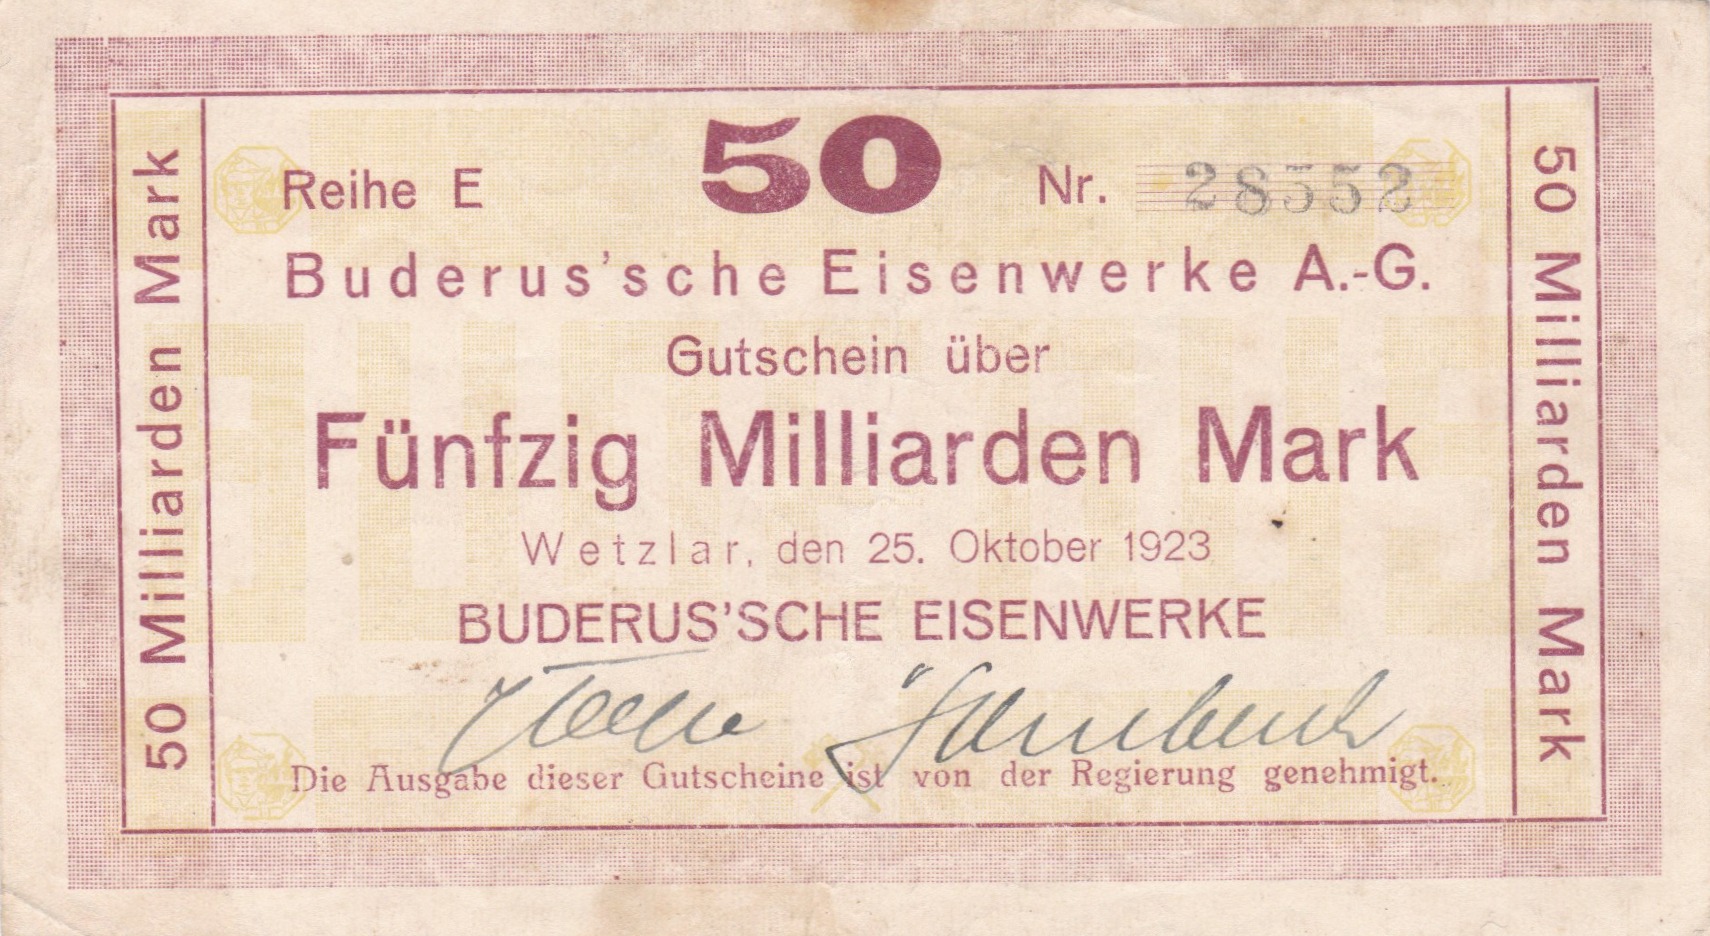 50 Milliarden Mark
Reihe E 50 Nr. 28552
Buderus'sche Eisenwerke A.-G.
Gutschein über
Fünfzig Milliarden Mark
Wetzlar, den 25. Oktober 1923
BUDERUS'SCHE EISENWERKE
Die Ausgabe dieser Gutscheine ist von der Regierung genehmigt.
50 Milliarden Mark